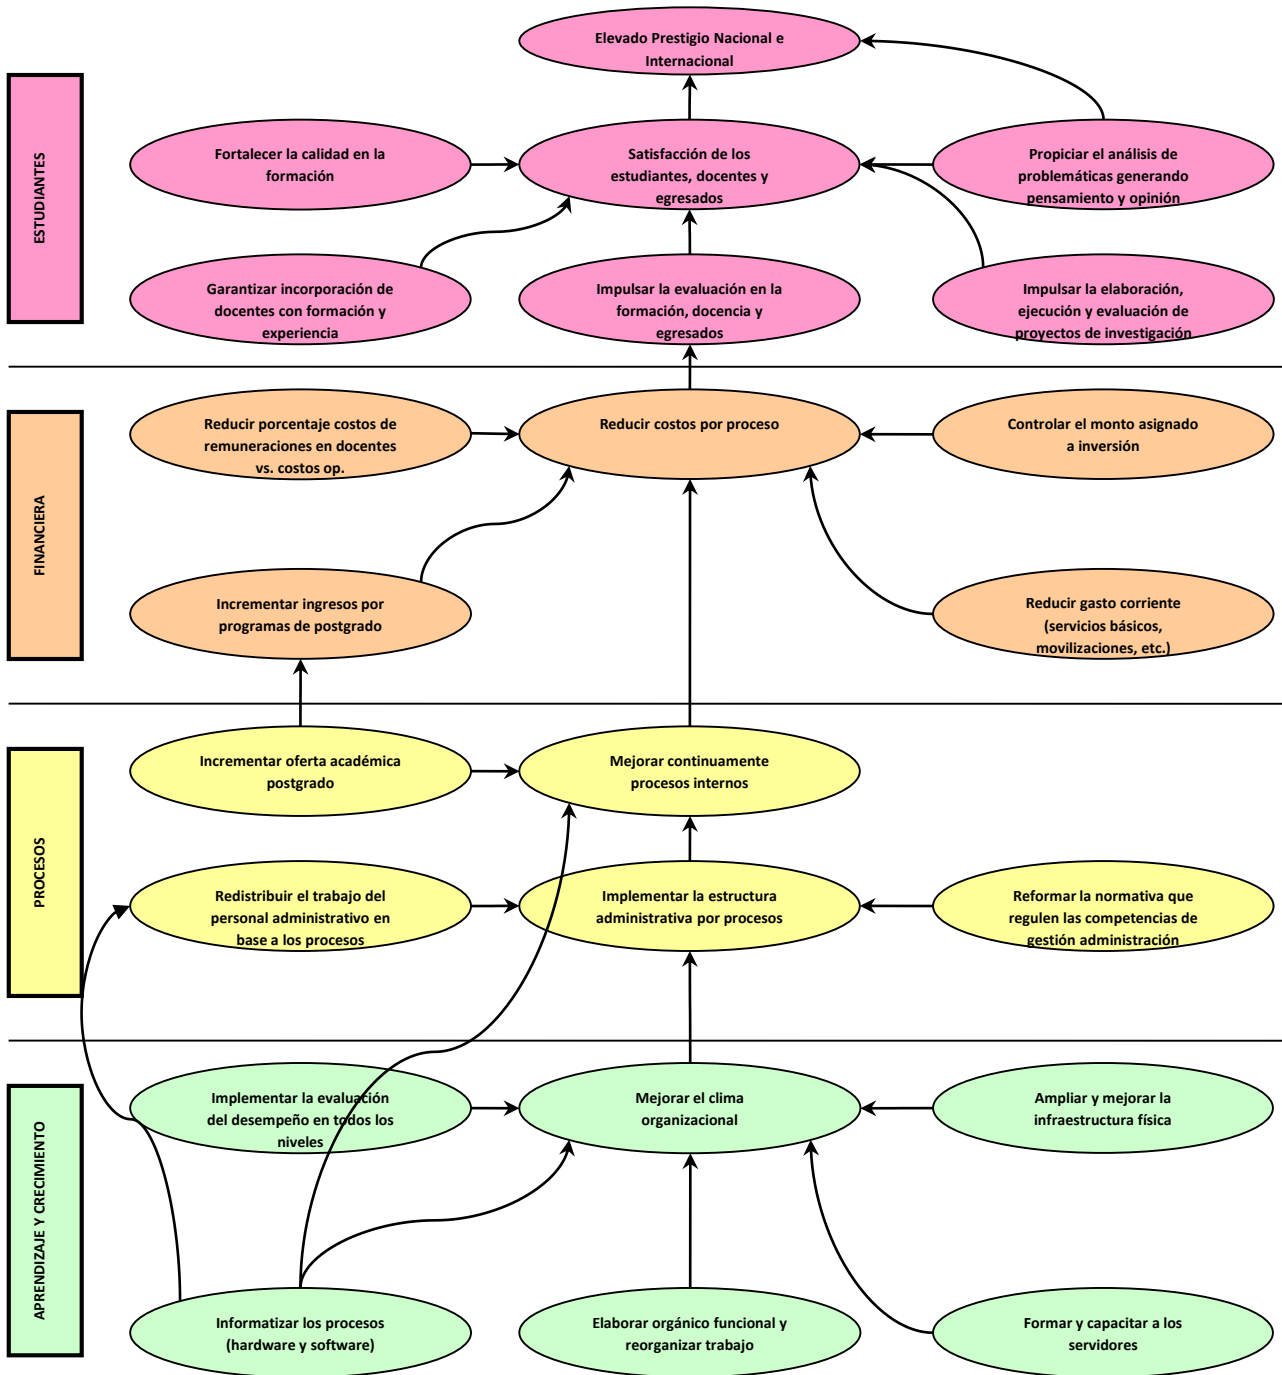 ESTUDIANTES
Elevado Prestigio Nacional e
Internacional
Fortalecer la calidad en la
formación
Satisfacción de los
estudiantes, docentes y
egresados
Propiciar el análisis de
problemáticas generando
pensamiento y opinión
Garantizar incorporación de
docentes con formación y
experiencia
Impulsar la evaluación en la
formación, docencia y
egresados
Impulsar la elaboración,
ejecución y evaluación de
proyectos de investigación
FINANCIERA
Reducir porcentaje costos de
remuneraciones en docentes
vs. costos op.
Reducir costos por proceso
Controlar el monto asignado
a inversión
Incrementar ingresos por
programas de postgrado
Reducir gasto corriente
(servicios básicos,
movilizaciones, etc.)
PROCESOS
Incrementar oferta académica
postgrado
Mejorar continuamente
procesos internos
Redistribuir el trabajo del
personal administrativo en
base a los procesos
Implementar la estructura
administrativa por procesos
Reformar la normativa que
regulen las competencias de
gestión administración
APRENDIZAJE Y CRECIMIENTO
Implementar la evaluación
del desempeño en todos los
niveles
Mejorar el clima
organizacional
Ampliar y mejorar la
infraestructura física
Informatizar los procesos
(hardware y software)
Elaborar orgánico funcional y
reorganizar trabajo
Formar y capacitar a los
servidores